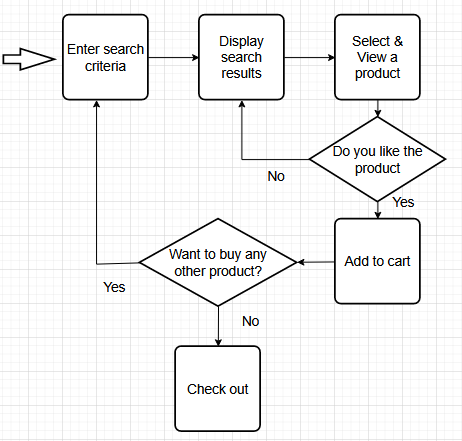 Enter search
criteria
Display
search
results
Select &
View a
product
Do you like the
product
No
Yes
Add to cart
Want to buy any
other product?
Yes
No
Check out